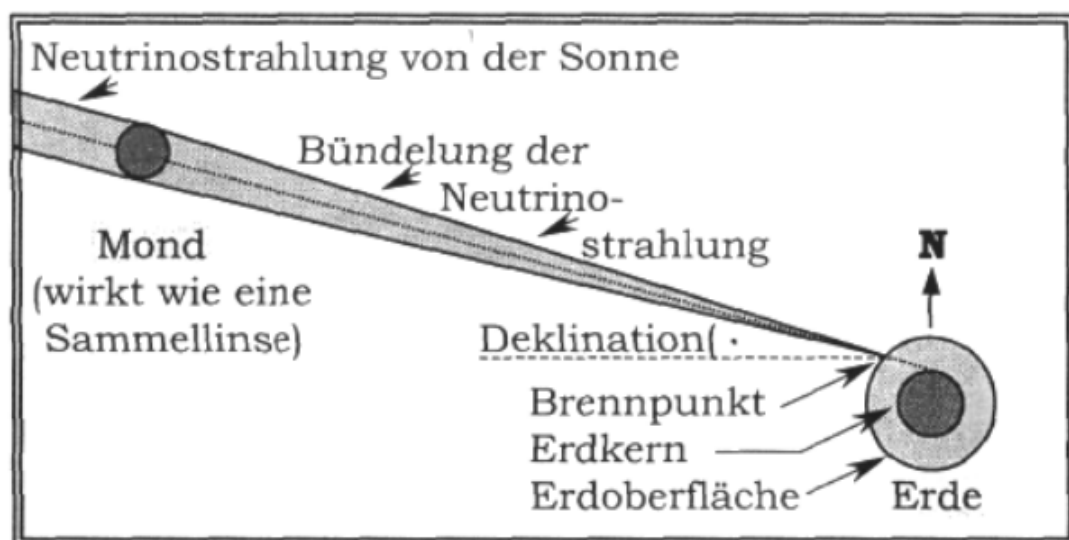 Neutrinostrahlung von der Sonne
Bündelung der
Neutrino-
strahlung
Mond
(wirkt wie eine
Sammellinse)
N
Deklination(
Brennpunkt
Erdkern
Erdoberfläche
Erde